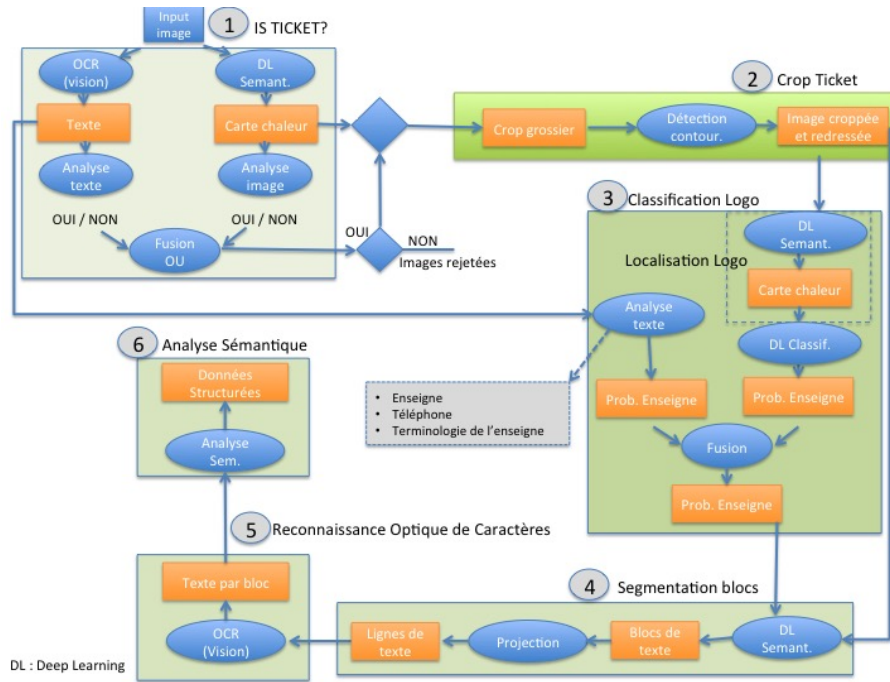 Input
image
1
IS TICKET?
OCR
(vision)
DL
Semant.
Texte
Carte chaleur
Analyse
texte
Analyse
image
OUI / NON
OUI / NON
Fusion
OU
OUI
NON
Images rejetées
2
Crop Ticket
Crop grossier
Détection
contour.
Image croppée
et redressée
3
Classification Logo
DL
Semant.
Localisation Logo
Carte chaleur
Analyse
texte
DL Classif.
Prob. Enseigne
Prob. Enseigne
Fusion
Prob. Enseigne
• Enseigne
• Téléphone
• Terminologie de l'enseigne
6
Analyse Sémantique
Données
Structurées
Analyse
Sem.
5
Reconnaissance Optique de Caractères
Texte par bloc
OCR
(Vision)
4
Segmentation blocs
Lignes de
texte
Projection
Blocs de
texte
DL
Semant.
DL : Deep Learning